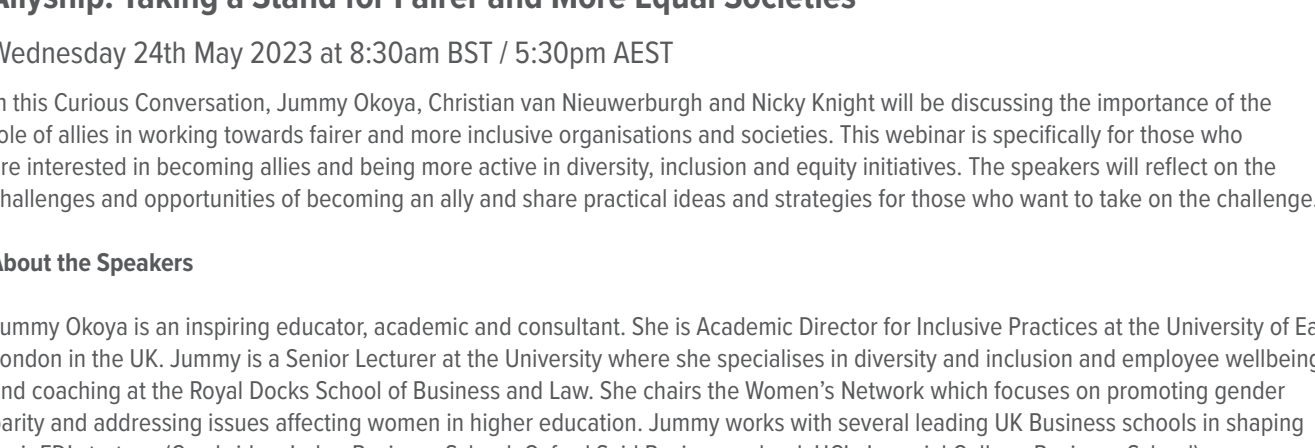 Allyship: Taking a Stand for Fairer and More Equal Societies
Wednesday 24th May 2023 at 8:30am BST / 5:30pm AEST
n this Curious Conversation, Jummy Okoya, Christian van Nieuwerburgh and Nicky Knight will be discussing the importance of the
ole of allies in working towards fairer and more inclusive organisations and societies. This webinar is specifically for those who
re interested in becoming allies and being more active in diversity, inclusion and equity initiatives. The speakers will reflect on the
hallenges and opportunities of becoming an ally and share practical ideas and strategies for those who want to take on the challenge.
About the Speakers
ummy Okoya is an inspiring educator, academic and consultant. She is Academic Director for Inclusive Practices at the University of Ea
ondon in the UK. Jummy is a Senior Lecturer at the University where she specialises in diversity and inclusion and employee wellbeing
nd coaching at the Royal Docks School of Business and Law. She chairs the Women's Network which focuses on promoting gender
parity and addressing issues affecting women in higher education. Jummy works with several leading UK Business schools in shaping